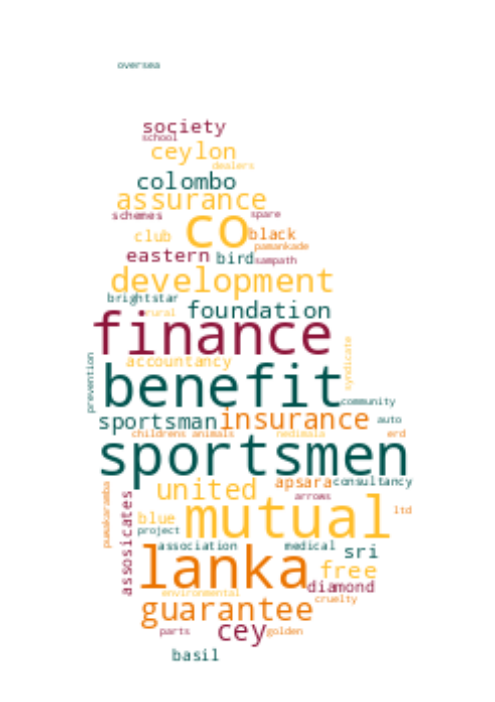 oversea
society
school
ceylon
dealers
colombo
assurance
schemes
co
spare
club
black
pamankade
eastern
bird
sampath
development
brightstar
foundation
rural
finance
syndicate
prevention
accountancy
benefit
community
sportsman
insurance
auto
childrens animals
nedimala
erd
sportsmen
apsara
consultancy
united
arrows
pawakaramba
assosicates
mutual
ltd
blue
project
association
medical
sri
lanka
free
diamond
environmental
cruelty
guarantee
parts
cey
golden
basil